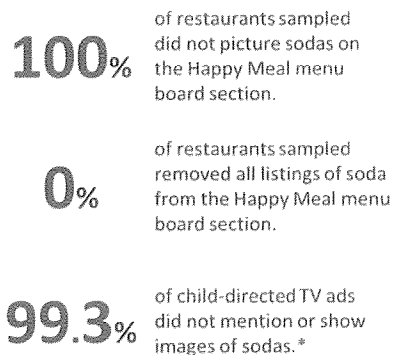 100%
of restaurants sampled
did not picture sodas on
the Happy Meal menu
board section.
0%
of restaurants sampled
removed all listings of soda
from the Happy Meal menu
board section.
99.3%
of child-directed TV ads
did not mention or show
images of sodas.*